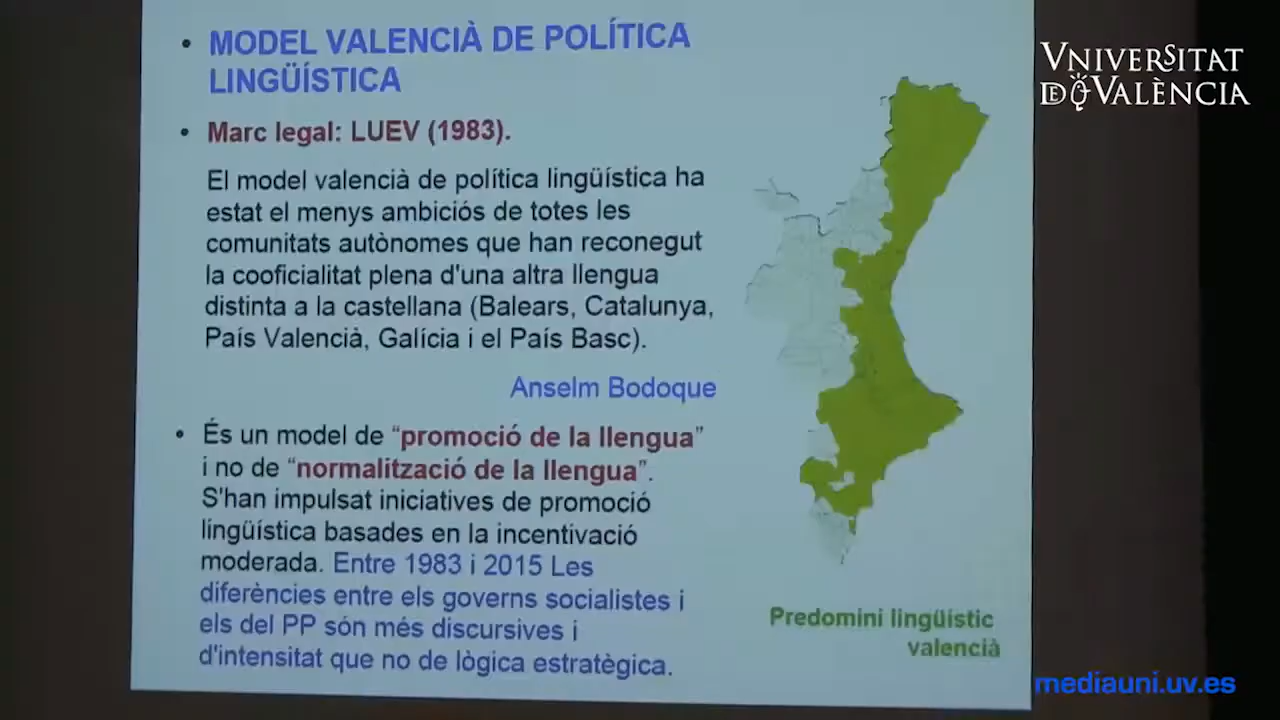 • MODEL VALENCIÀ DE POLÍTICA
LINGÜÍSTICA
• Marc legal: LUEV (1983).
El model valencià de política lingüística ha
estat el menys ambiciós de totes les
comunitats autònomes que han reconegut
la cooficialitat plena d'una altra llengua
distinta a la castellana (Balears, Catalunya,
País Valencià, Galícia i el País Basc).
Anselm Bodoque
• És un model de “promoció de la llengua”
i no de “normalització de la llengua”.
S'han impulsat iniciatives de promoció
lingüística basades en la incentivació
moderada. Entre 1983 i 2015 Les
diferències entre els governs socialistes i
els del PP són més discursives i
d'intensitat que no de lògica estratègica.
Predomini lingüístic
valencià
VNIVERSITAT
DE VALÈNCIA
mediauni.uv.es